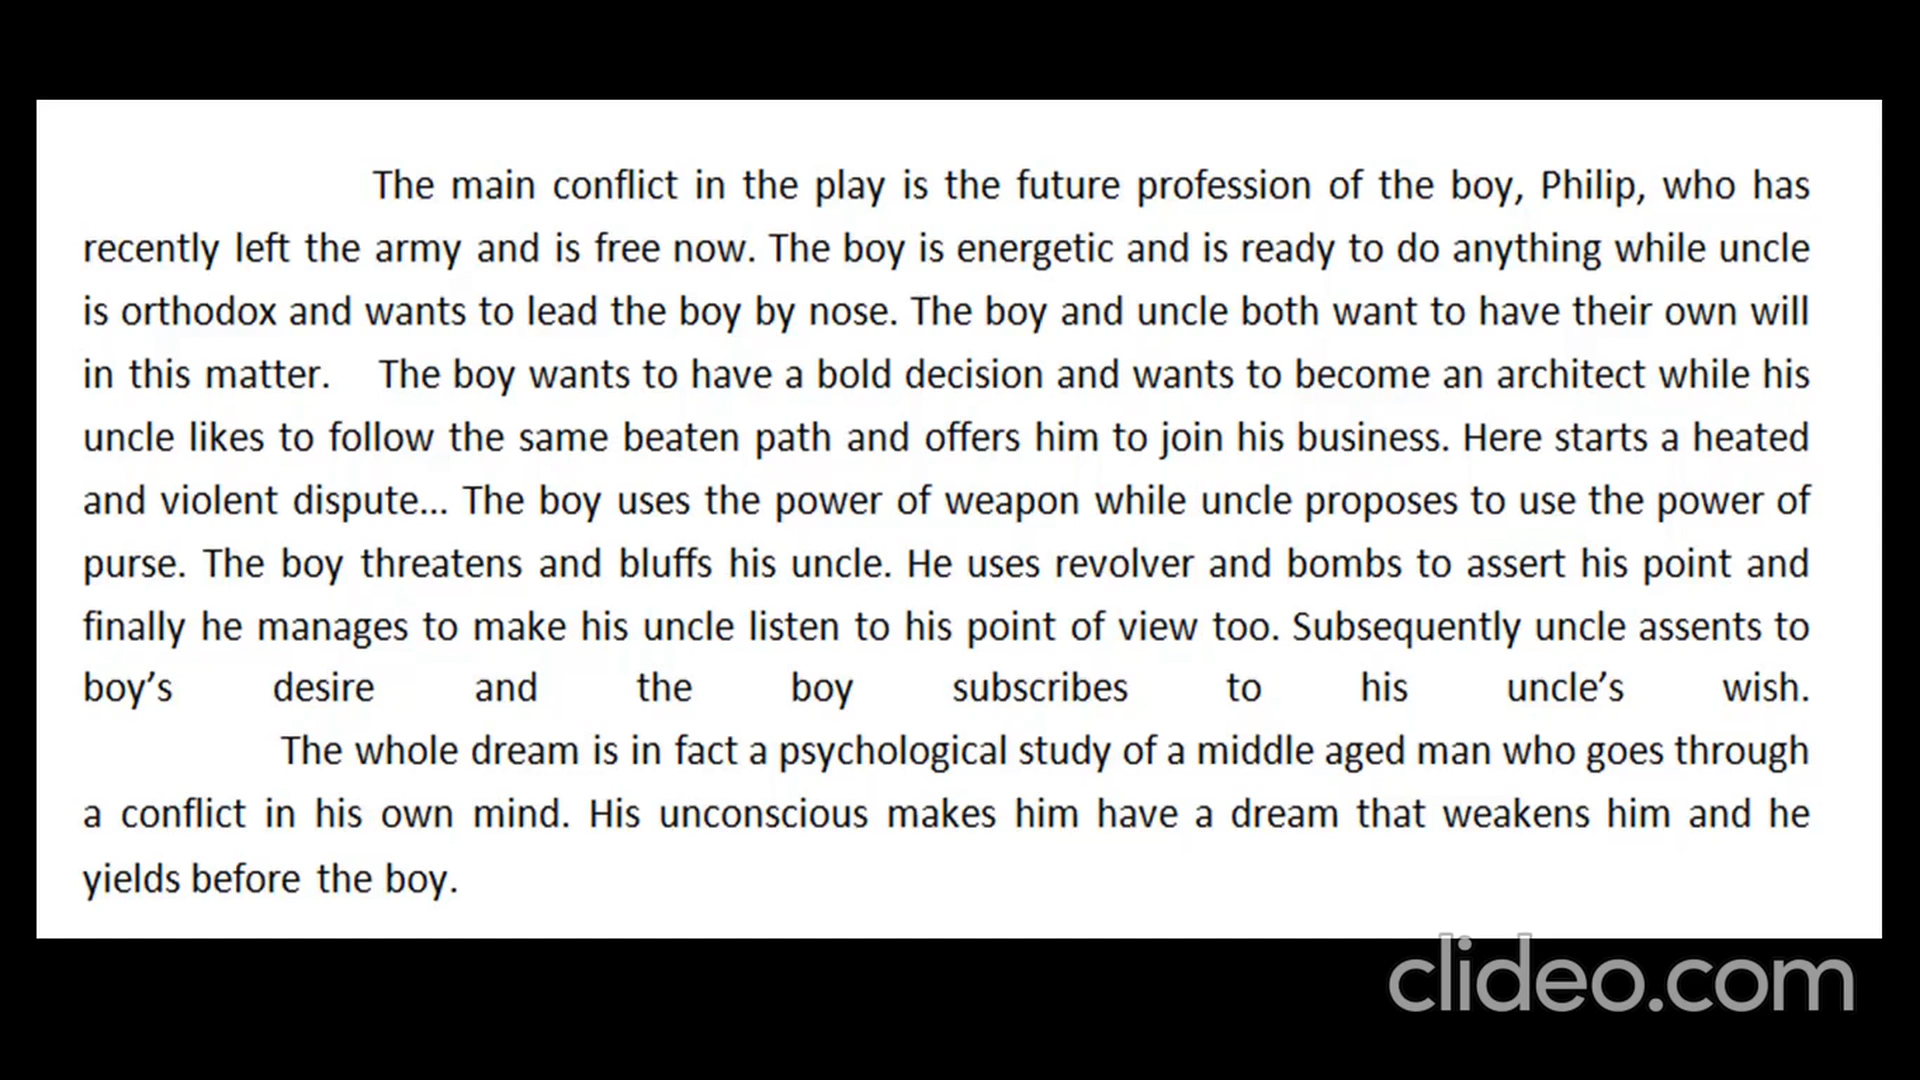 The main conflict in the play is the future profession of the boy, Philip, who has
recently left the army and is free now. The boy is energetic and is ready to do anything while uncle
is orthodox and wants to lead the boy by nose. The boy and uncle both want to have their own will
in this matter. The boy wants to have a bold decision and wants to become an architect while his
uncle likes to follow the same beaten path and offers him to join his business. Here starts a heated
and violent dispute... The boy uses the power of weapon while uncle proposes to use the power of
purse. The boy threatens and bluffs his uncle. He uses revolver and bombs to assert his point and
finally he manages to make his uncle listen to his point of view too. Subsequently uncle assents to
boy’s desire and the boy subscribes to his uncle’s wish.
The whole dream is in fact a psychological study of a middle aged man who goes through
a conflict in his own mind. His unconscious makes him have a dream that weakens him and he
yields before the boy.
clideo.com